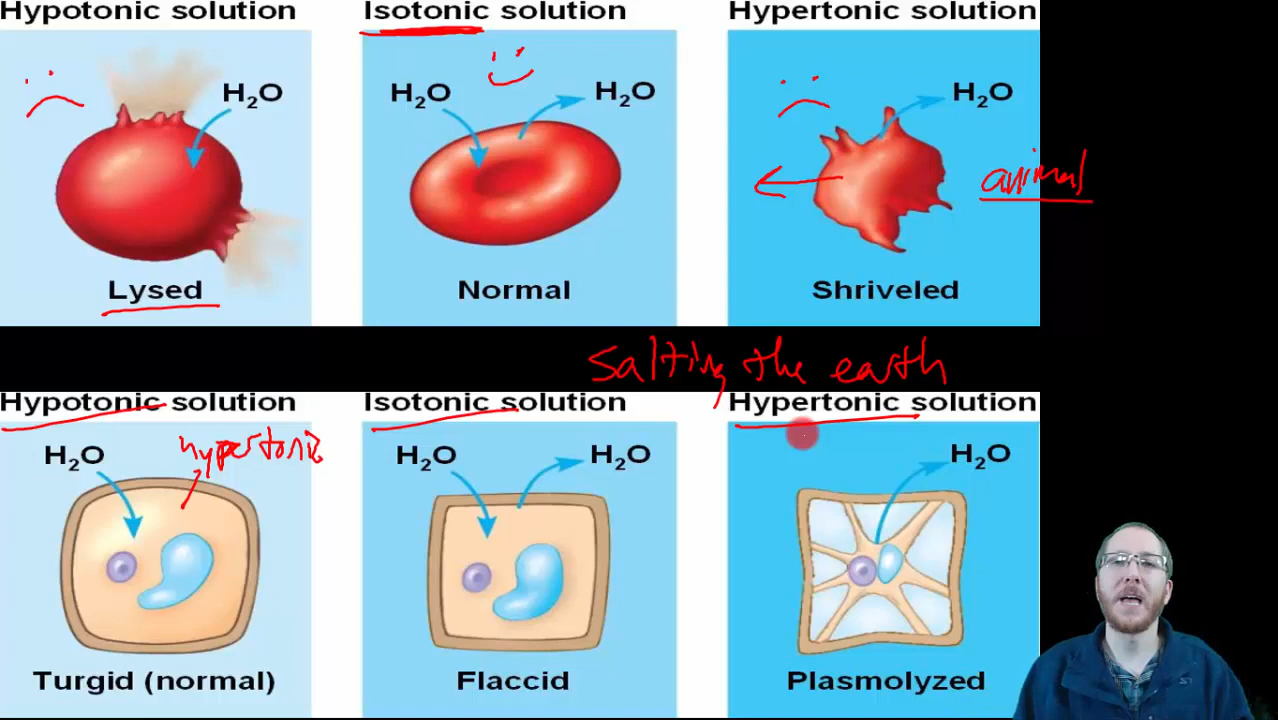 Hypotonic solution
Isotonic solution
Hypertonic solution
H₂O
H₂O
H₂O
H₂O
animal
Lysed
Normal
Shriveled
salting the earth
Hypotonic solution
Isotonic solution
Hypertonic solution
H₂O
hypertonic
H₂O
H₂O
H₂O
Turgid (normal)
Flaccid
Plasmolyzed